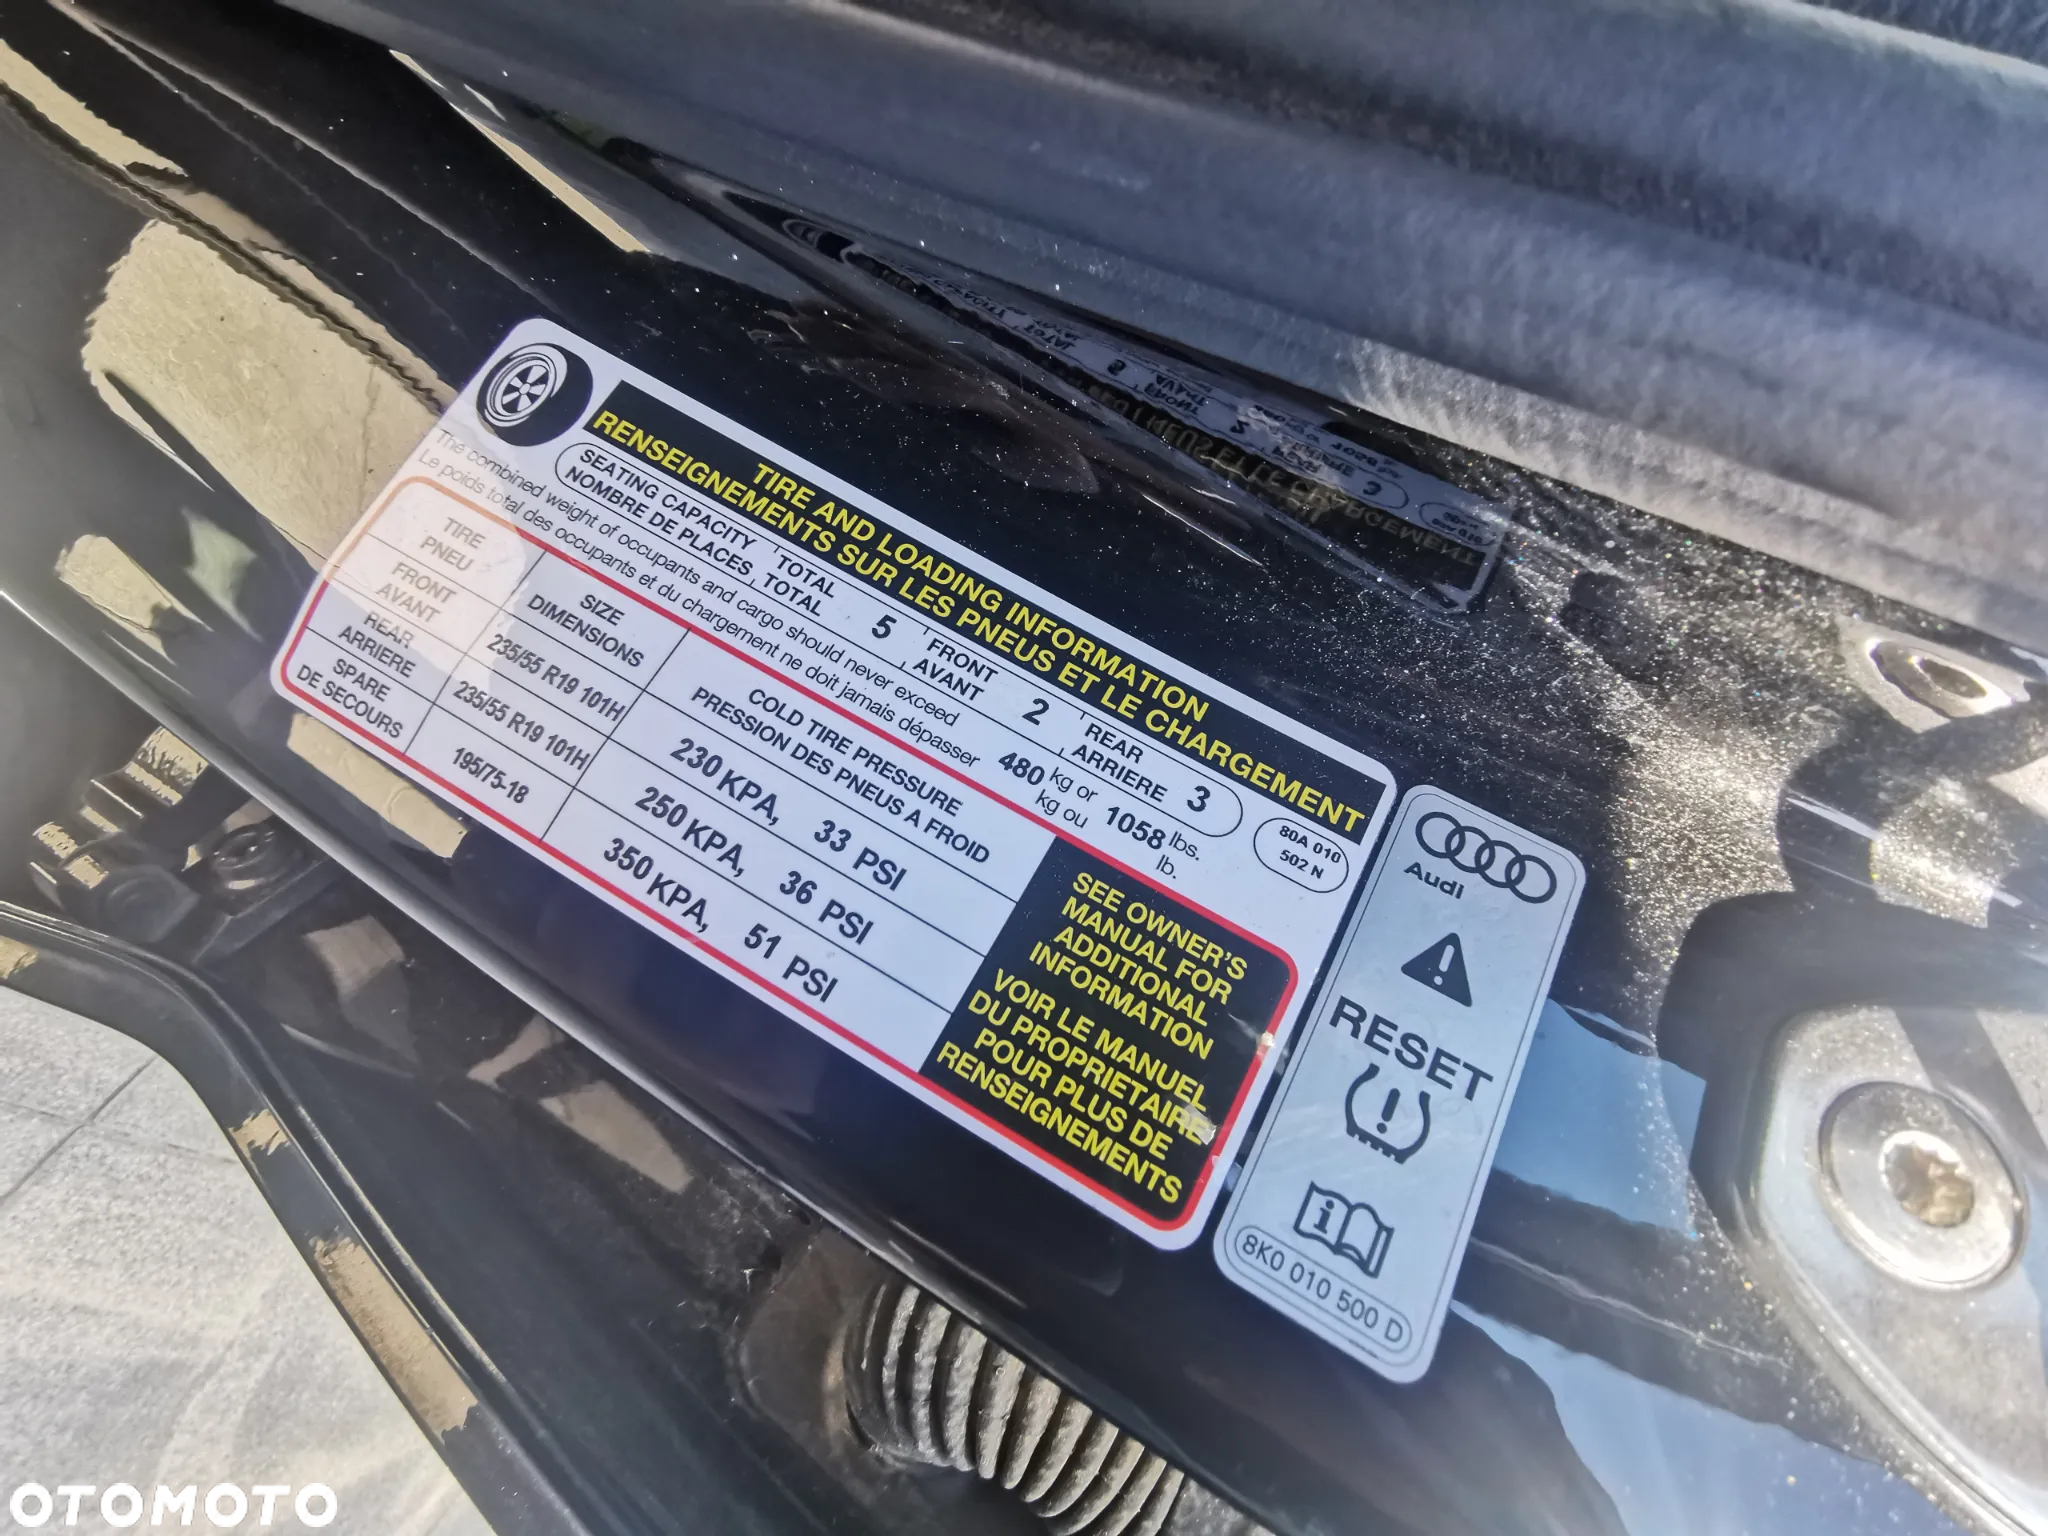 TIRE AND LOADING INFORMATION
RENSEIGNEMENTS SUR LES PNEUS ET LE CHARGEMENT
SEATING CAPACITY TOTAL 5 FRONT 2 REAR 3
NOMBRE DE PLACES TOTAL AVANT ARRIERE
80A 010
502 N
The combined weight of occupants and cargo should never exceed 480 kg or 1058 lbs.
Le poids total des occupants et du chargement ne doit jamais dépasser kg ou lb.
TIRE
PNEU
SIZE
DIMENSIONS
COLD TIRE PRESSURE
PRESSION DES PNEUS A FROID
FRONT
AVANT
235/55 R19 101H
230 KPA, 33 PSI
REAR
ARRIERE
235/55 R19 101H
250 KPA, 36 PSI
SPARE
DE SECOURS
195/75-18
350 KPA, 51 PSI
SEE OWNER'S
MANUAL FOR
ADDITIONAL
INFORMATION
VOIR LE MANUEL
DU PROPRIETAIRE
POUR PLUS DE
RENSEIGNEMENTS
Audi
RESET
8K0 010 500 D
OTOMOTO